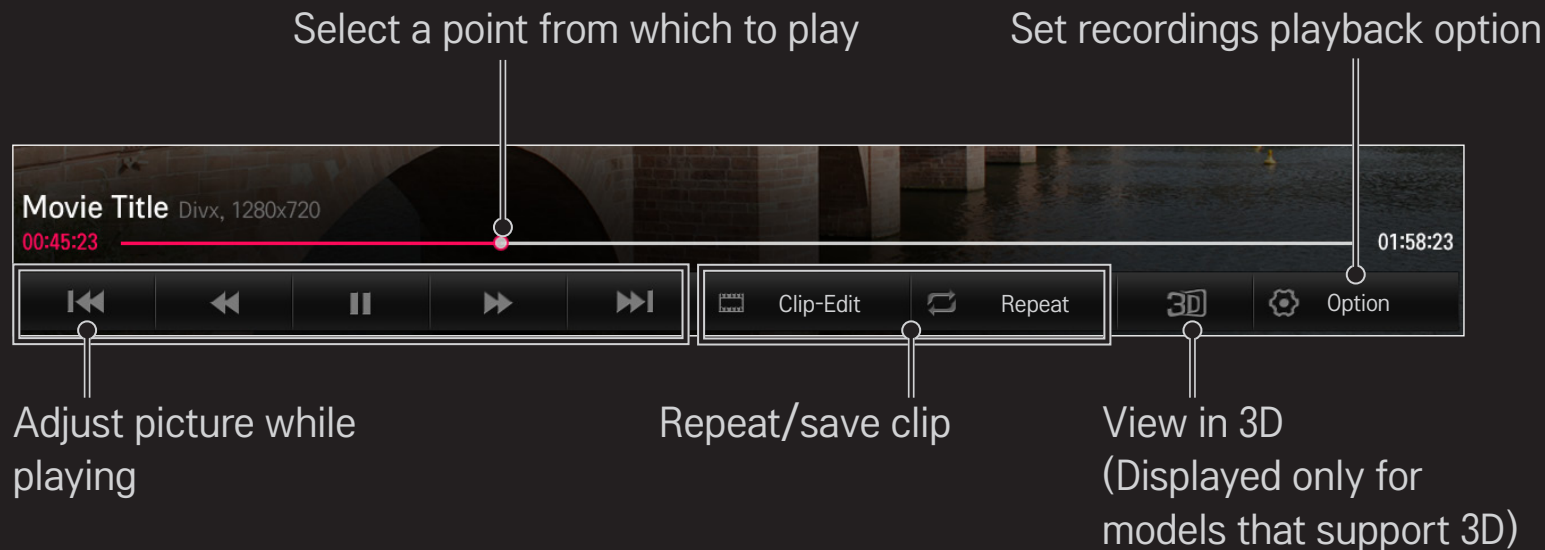 Select a point from which to play
Set recordings playback option
Movie Title Divx, 1280x720
00:45:23
01:58:23
Clip-Edit
Repeat
3D
Option
Adjust picture while
playing
Repeat/save clip
View in 3D
(Displayed only for
models that support 3D)